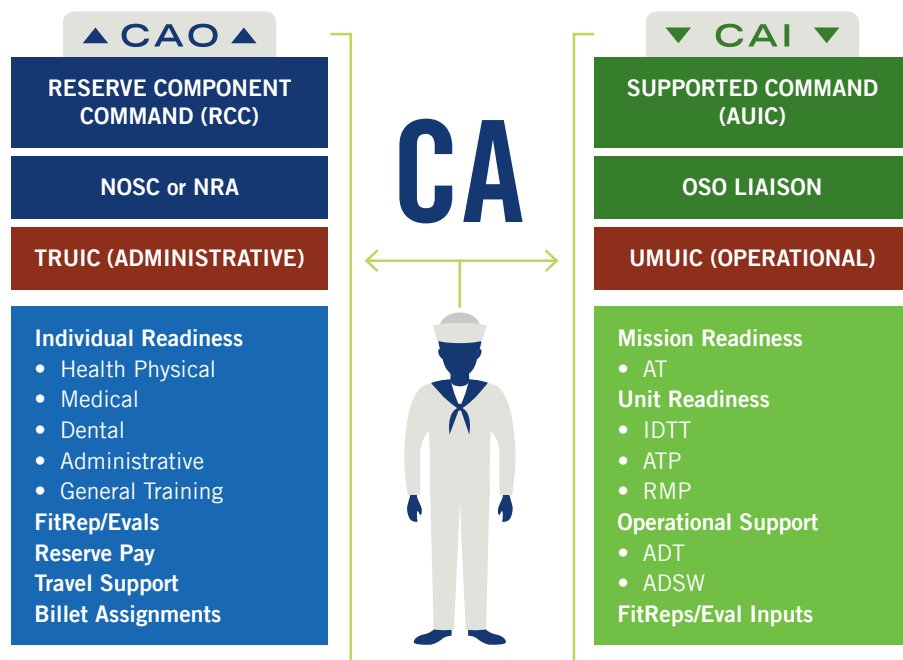 ▲ CAO ▲
RESERVE COMPONENT
COMMAND (RCC)
NOSC or NRA
TRUIC (ADMINISTRATIVE)
Individual Readiness
• Health Physical
• Medical
• Dental
• Administrative
• General Training
FitRep/Evals
Reserve Pay
Travel Support
Billet Assignments
CA
▼ CAI ▼
SUPPORTED COMMAND
(AUIC)
OSO LIAISON
UMUIC (OPERATIONAL)
Mission Readiness
• AT
Unit Readiness
• IDTT
• ATP
• RMP
Operational Support
• ADT
• ADSW
FitReps/Eval Inputs